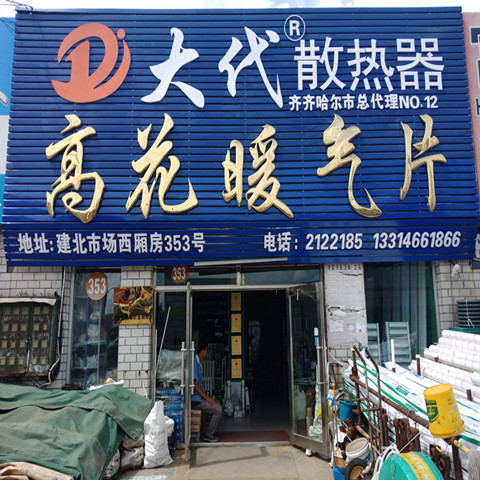 大代® 散热器
齐齐哈尔市总代理NO.12
高花暖气片
地址:建北市场西厢房353号 电话:2122185 13314661866
353
353